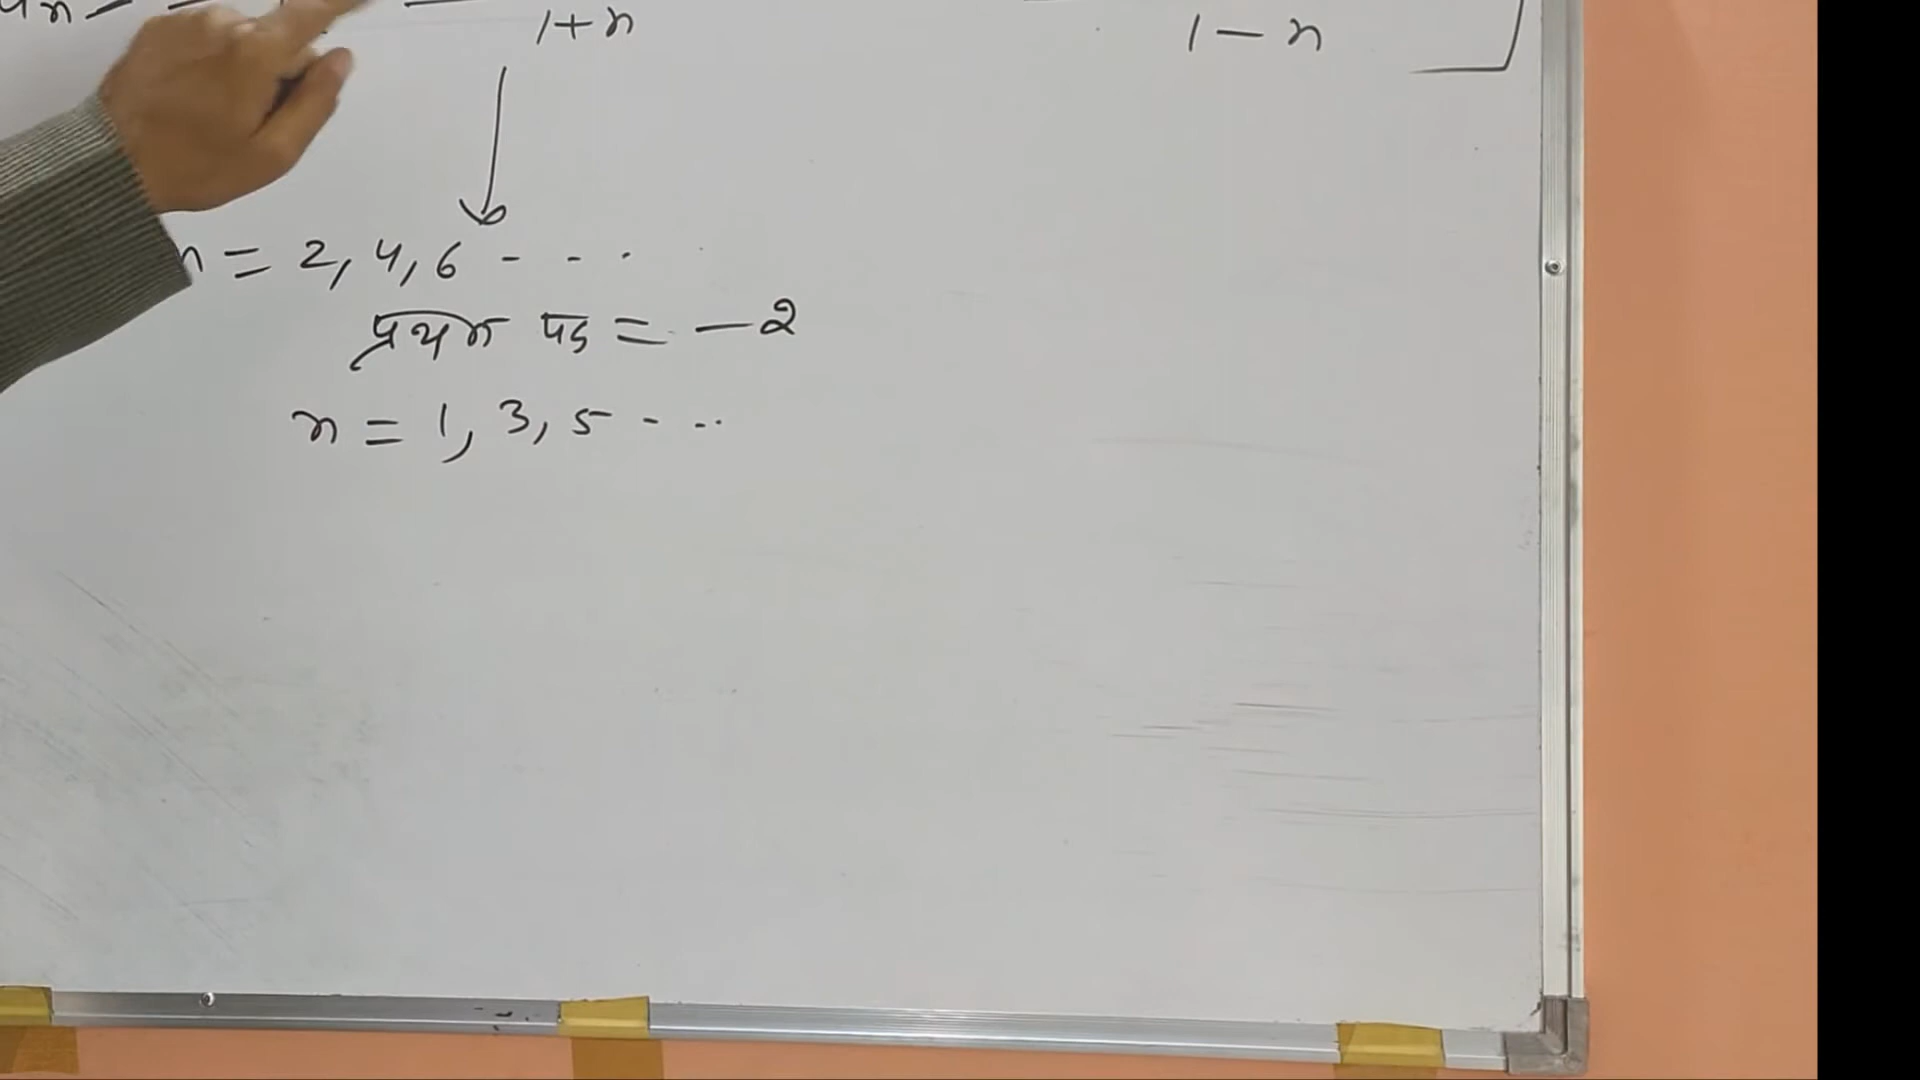 1+n
1-n ]
n = 2, 4, 6 - - .
प्रथम पद = -2
n = 1, 3, 5 - - ..